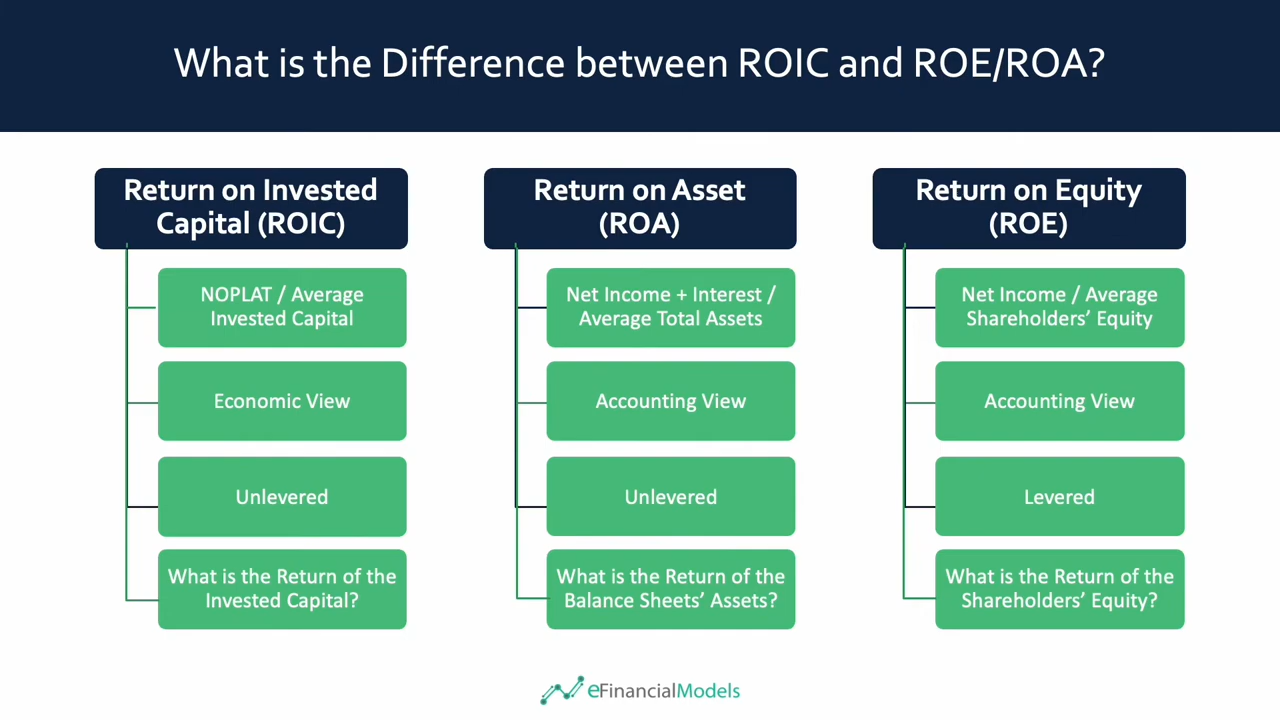 What is the Difference between ROIC and ROE/ROA?
Return on Invested
Capital (ROIC)
NOPLAT / Average
Invested Capital
Economic View
Unlevered
What is the Return of the
Invested Capital?
Return on Asset
(ROA)
Net Income + Interest /
Average Total Assets
Accounting View
Unlevered
What is the Return of the
Balance Sheets’ Assets?
Return on Equity
(ROE)
Net Income / Average
Shareholders’ Equity
Accounting View
Levered
What is the Return of the
Shareholders’ Equity?
eFinancialModels